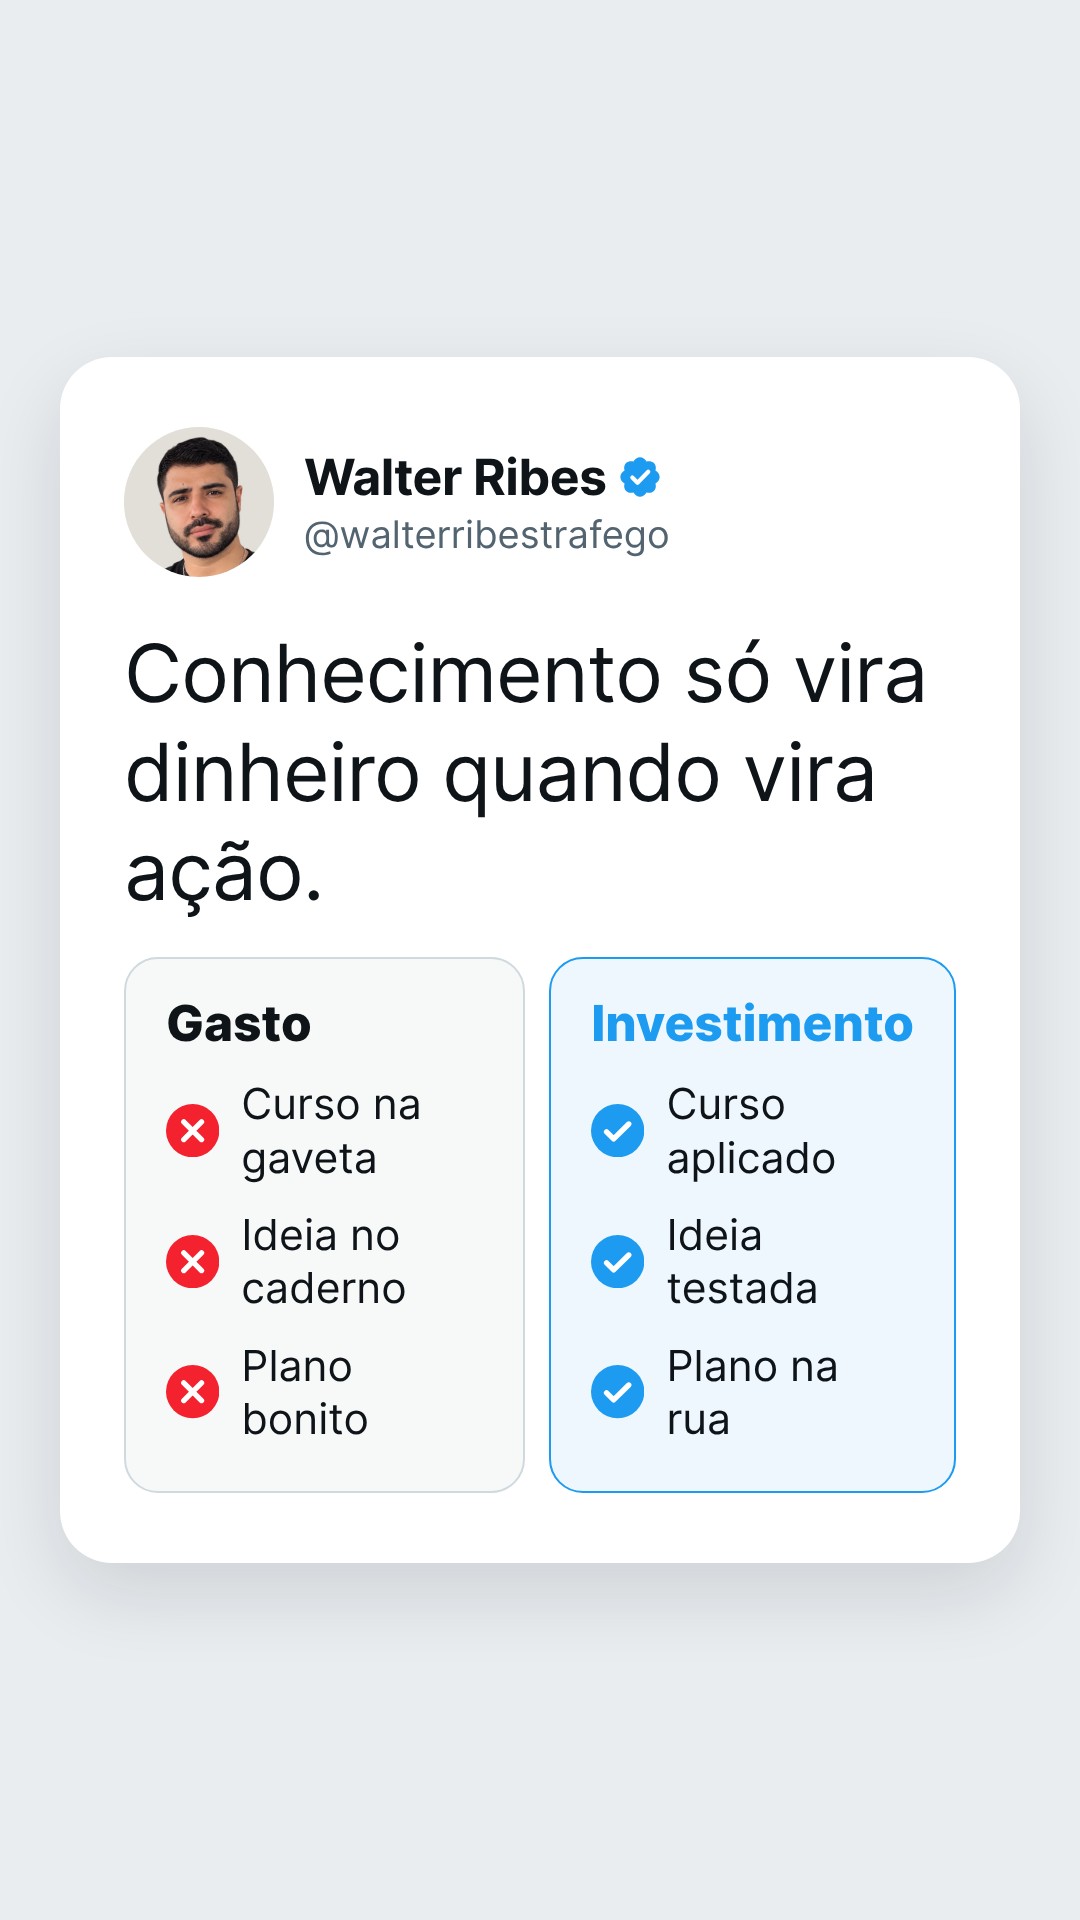 Walter Ribes
@walterribestrafego
Conhecimento só vira
dinheiro quando vira
ação.
Gasto
Curso na
gaveta
Ideia no
caderno
Plano
bonito
Investimento
Curso
aplicado
Ideia
testada
Plano na
rua